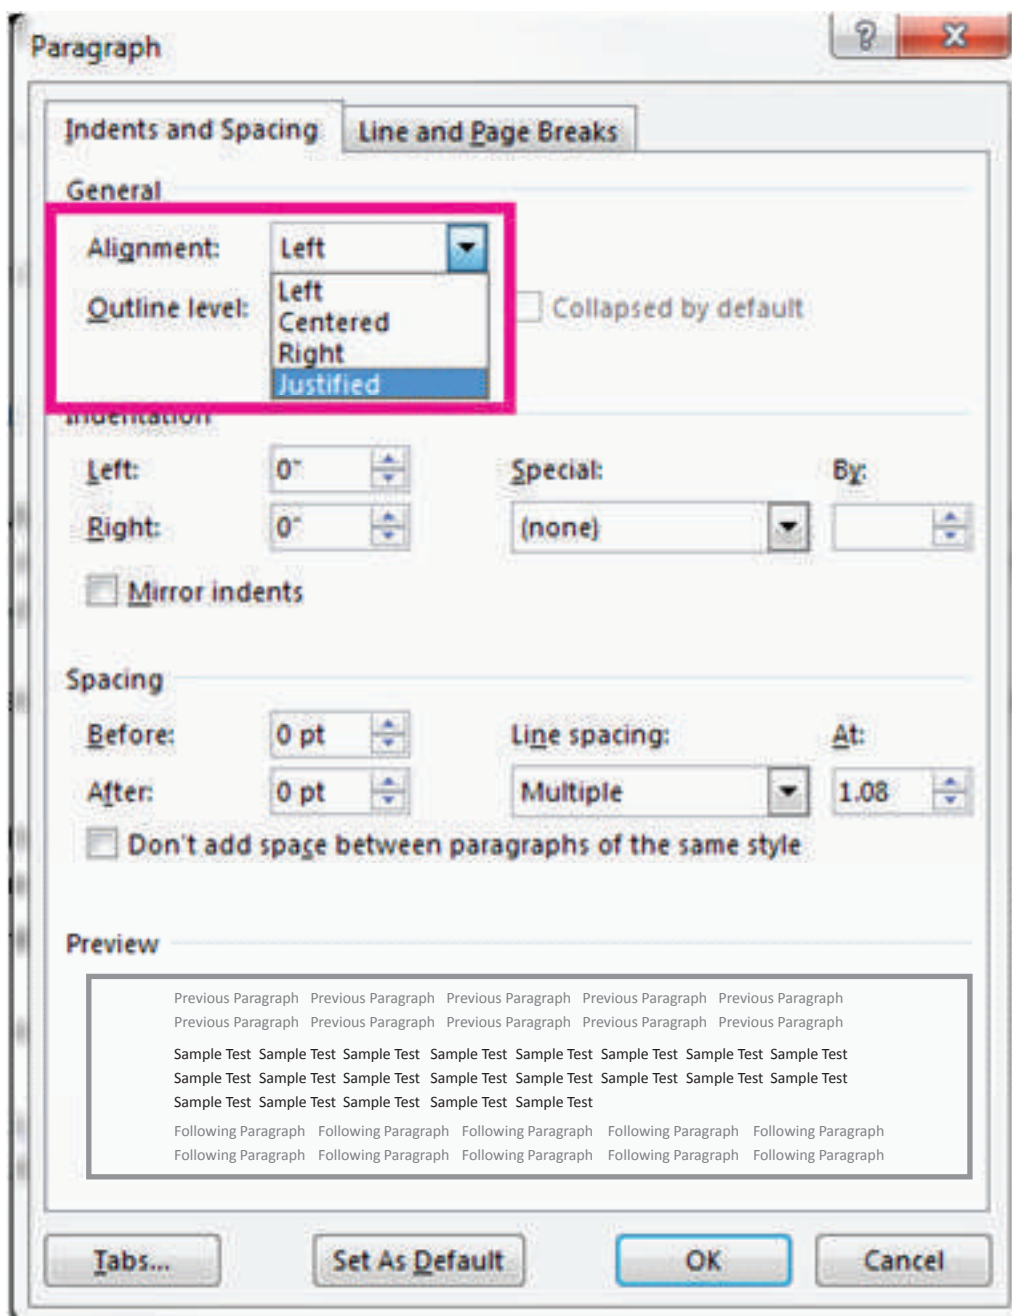 Paragraph
Indents and Spacing Line and Page Breaks
General
Alignment: Left
Left
Outline level: Centered Collapsed by default
Right
Justified
Indentation
Left: 0" Special: By:
Right: 0" (none)
Mirror indents
Spacing
Before: 0 pt Line spacing: At:
After: 0 pt Multiple 1.08
Don't add space between paragraphs of the same style
Preview
Previous Paragraph Previous Paragraph Previous Paragraph Previous Paragraph Previous Paragraph
Previous Paragraph Previous Paragraph Previous Paragraph Previous Paragraph Previous Paragraph
Sample Test Sample Test Sample Test Sample Test Sample Test Sample Test Sample Test Sample Test
Sample Test Sample Test Sample Test Sample Test Sample Test Sample Test Sample Test Sample Test
Sample Test Sample Test Sample Test Sample Test Sample Test
Following Paragraph Following Paragraph Following Paragraph Following Paragraph Following Paragraph
Following Paragraph Following Paragraph Following Paragraph Following Paragraph Following Paragraph
Tabs... Set As Default OK Cancel